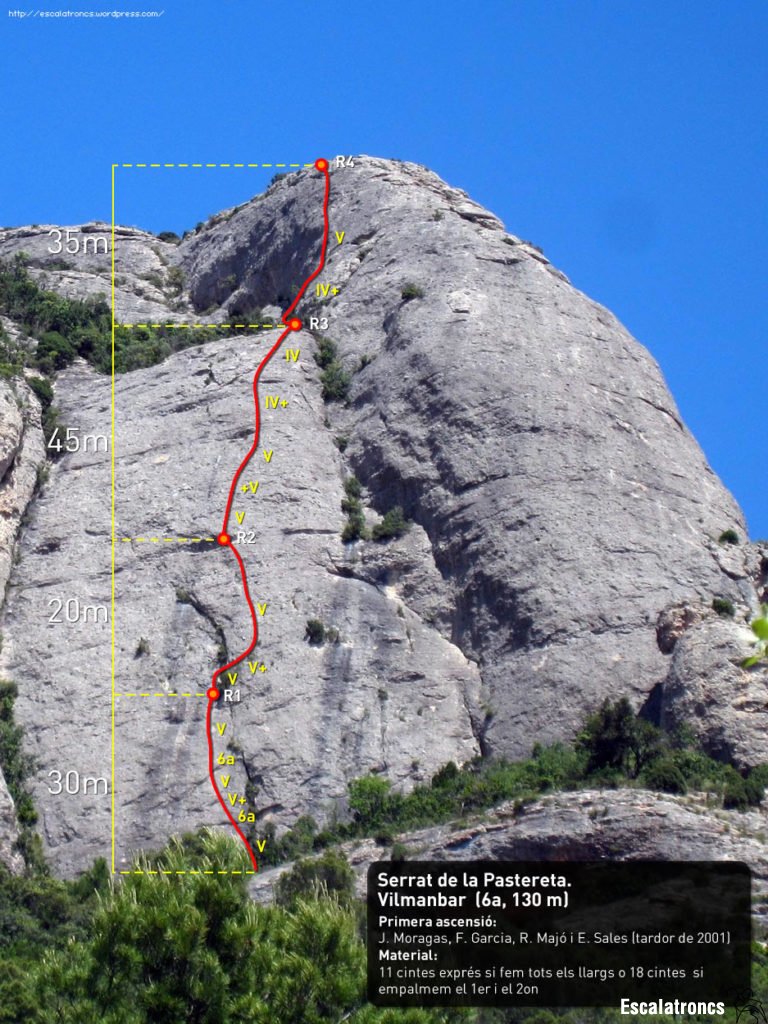 http://escalatroncs.wordpress.com/
R4
35m
V
IV+
R3
IV
IV+
45m
V
+V
V
R2
20m
V
V+
V
R1
V
6a
30m
V
V+
6a
V
Serrat de la Pastereta.
Vilmanbar (6a, 130 m)
Primera ascensió:
J. Moragas, F. Garcia, R. Majó i E. Sales (tardor de 2001)
Material:
11 cintes exprés si fem tots els llargs o 18 cintes si
empalmem el 1er i el 2on
Escalatroncs